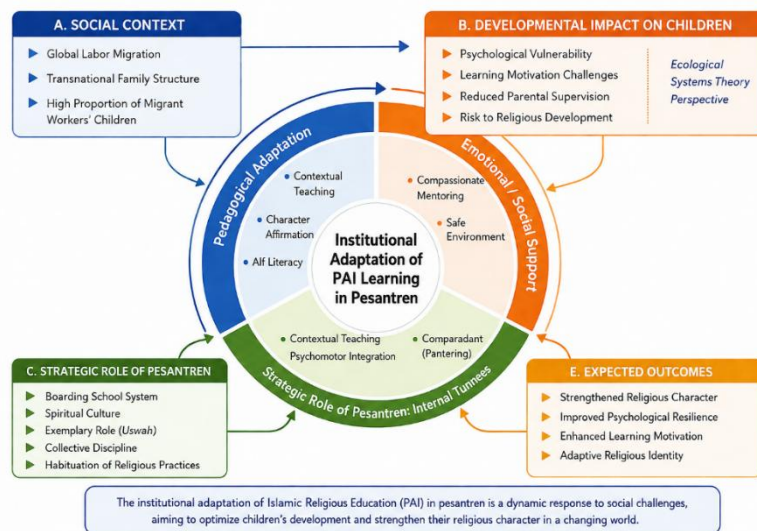 A. SOCIAL CONTEXT
Global Labor Migration
Transnational Family Structure
High Proportion of Migrant
Workers' Children
B. DEVELOPMENTAL IMPACT ON CHILDREN
Psychological Vulnerability
Learning Motivation Challenges
Reduced Parental Supervision
Risk to Religious Development
Ecological
Systems Theory
Perspective
Pedagogical Adaptation
Contextual
Teaching
Character
Affirmation
Alf Literacy
Emotional / Social Support
Compassionate
Mentoring
Safe
Environment
Institutional
Adaptation of
PAI Learning
in Pesantren
Contextual Teaching
Psychomotor Integration
Comparadant
(Pantering)
Strategic Role of Pesantren: Internal Tunnees
C. STRATEGIC ROLE OF PESANTREN
Boarding School System
Spiritual Culture
Exemplary Role (Uswah)
Collective Discipline
Habituation of Religious Practices
E. EXPECTED OUTCOMES
Strengthened Religious Character
Improved Psychological Resilience
Enhanced Learning Motivation
Adaptive Religious Identity
The institutional adaptation of Islamic Religious Education (PAI) in pesantren is a dynamic response to social challenges,
aiming to optimize children's development and strengthen their religious character in a changing world.